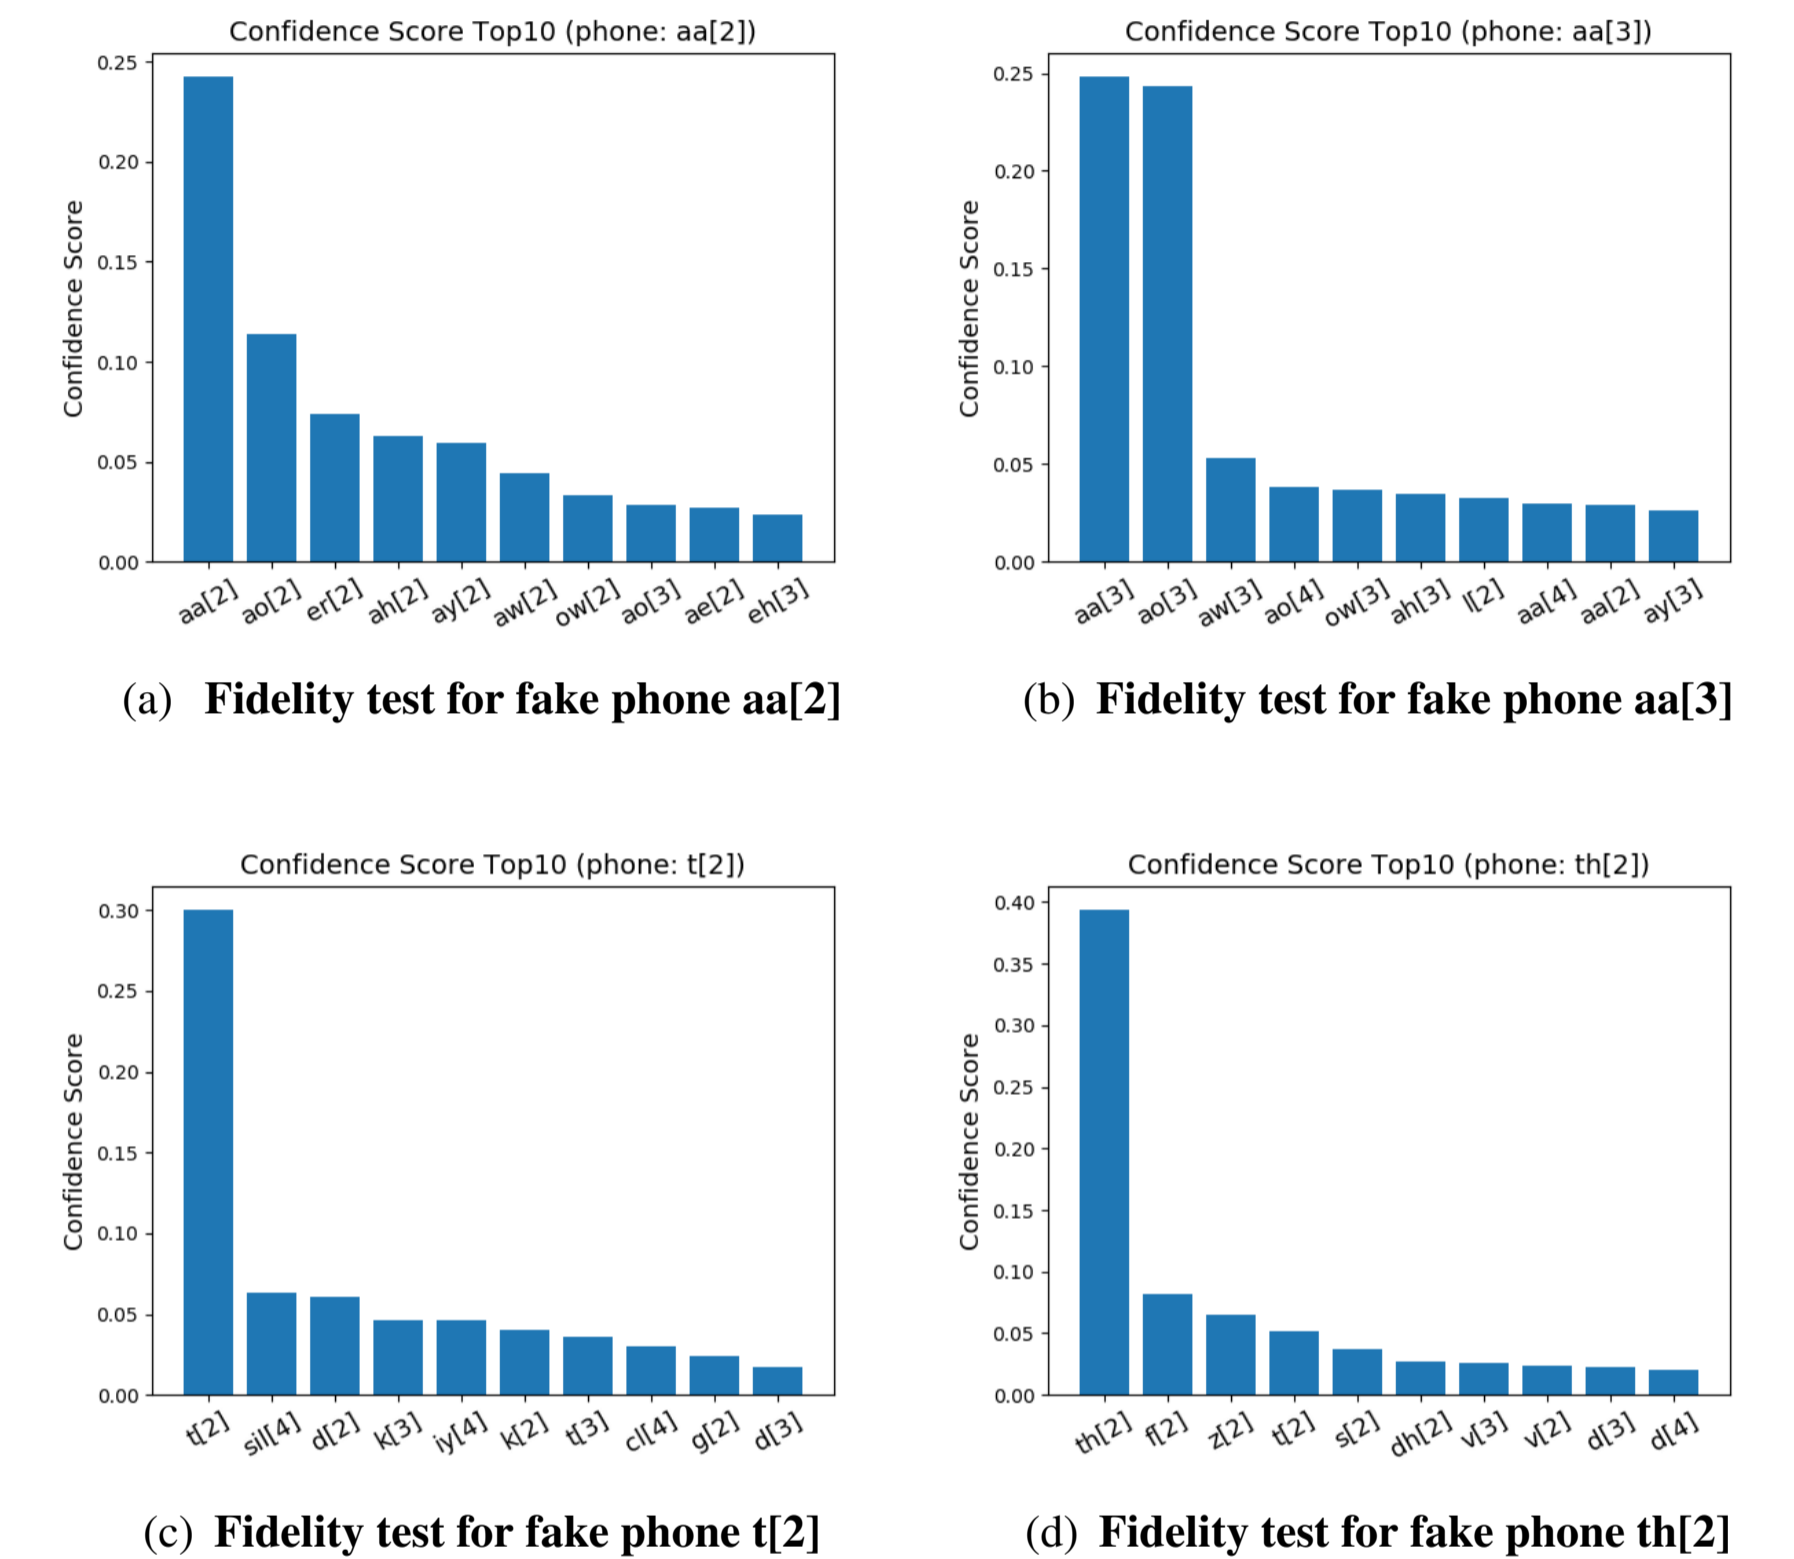 Confidence Score Top10 (phone: aa[2])
Confidence Score
0.25
0.20
0.15
0.10
0.05
0.00
aa[2] ao[2] er[2] ah[2] ay[2] aw[2] ow[2] ao[3] ae[2] eh[3]
(a) Fidelity test for fake phone aa[2]
Confidence Score Top10 (phone: aa[3])
Confidence Score
0.25
0.20
0.15
0.10
0.05
0.00
aa[3] ao[3] aw[3] ao[4] ow[3] ah[3] l[2] aa[4] aa[2] ay[3]
(b) Fidelity test for fake phone aa[3]
Confidence Score Top10 (phone: t[2])
Confidence Score
0.30
0.25
0.20
0.15
0.10
0.05
0.00
t[2] sil[4] d[2] k[3] iy[4] k[2] t[3] cl[4] g[2] d[3]
(c) Fidelity test for fake phone t[2]
Confidence Score Top10 (phone: th[2])
Confidence Score
0.40
0.35
0.30
0.25
0.20
0.15
0.10
0.05
0.00
th[2] f[2] z[2] t[2] s[2] dh[2] v[3] v[2] d[3] d[4]
(d) Fidelity test for fake phone th[2]